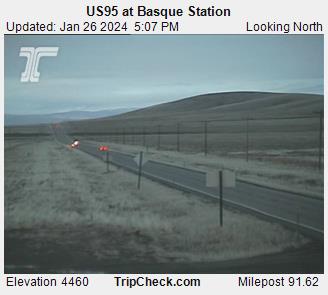 US95 at Basque Station
Updated: Jan 26 2024 5:07 PM Looking North
Elevation 4460 TripCheck.com Milepost 91.62